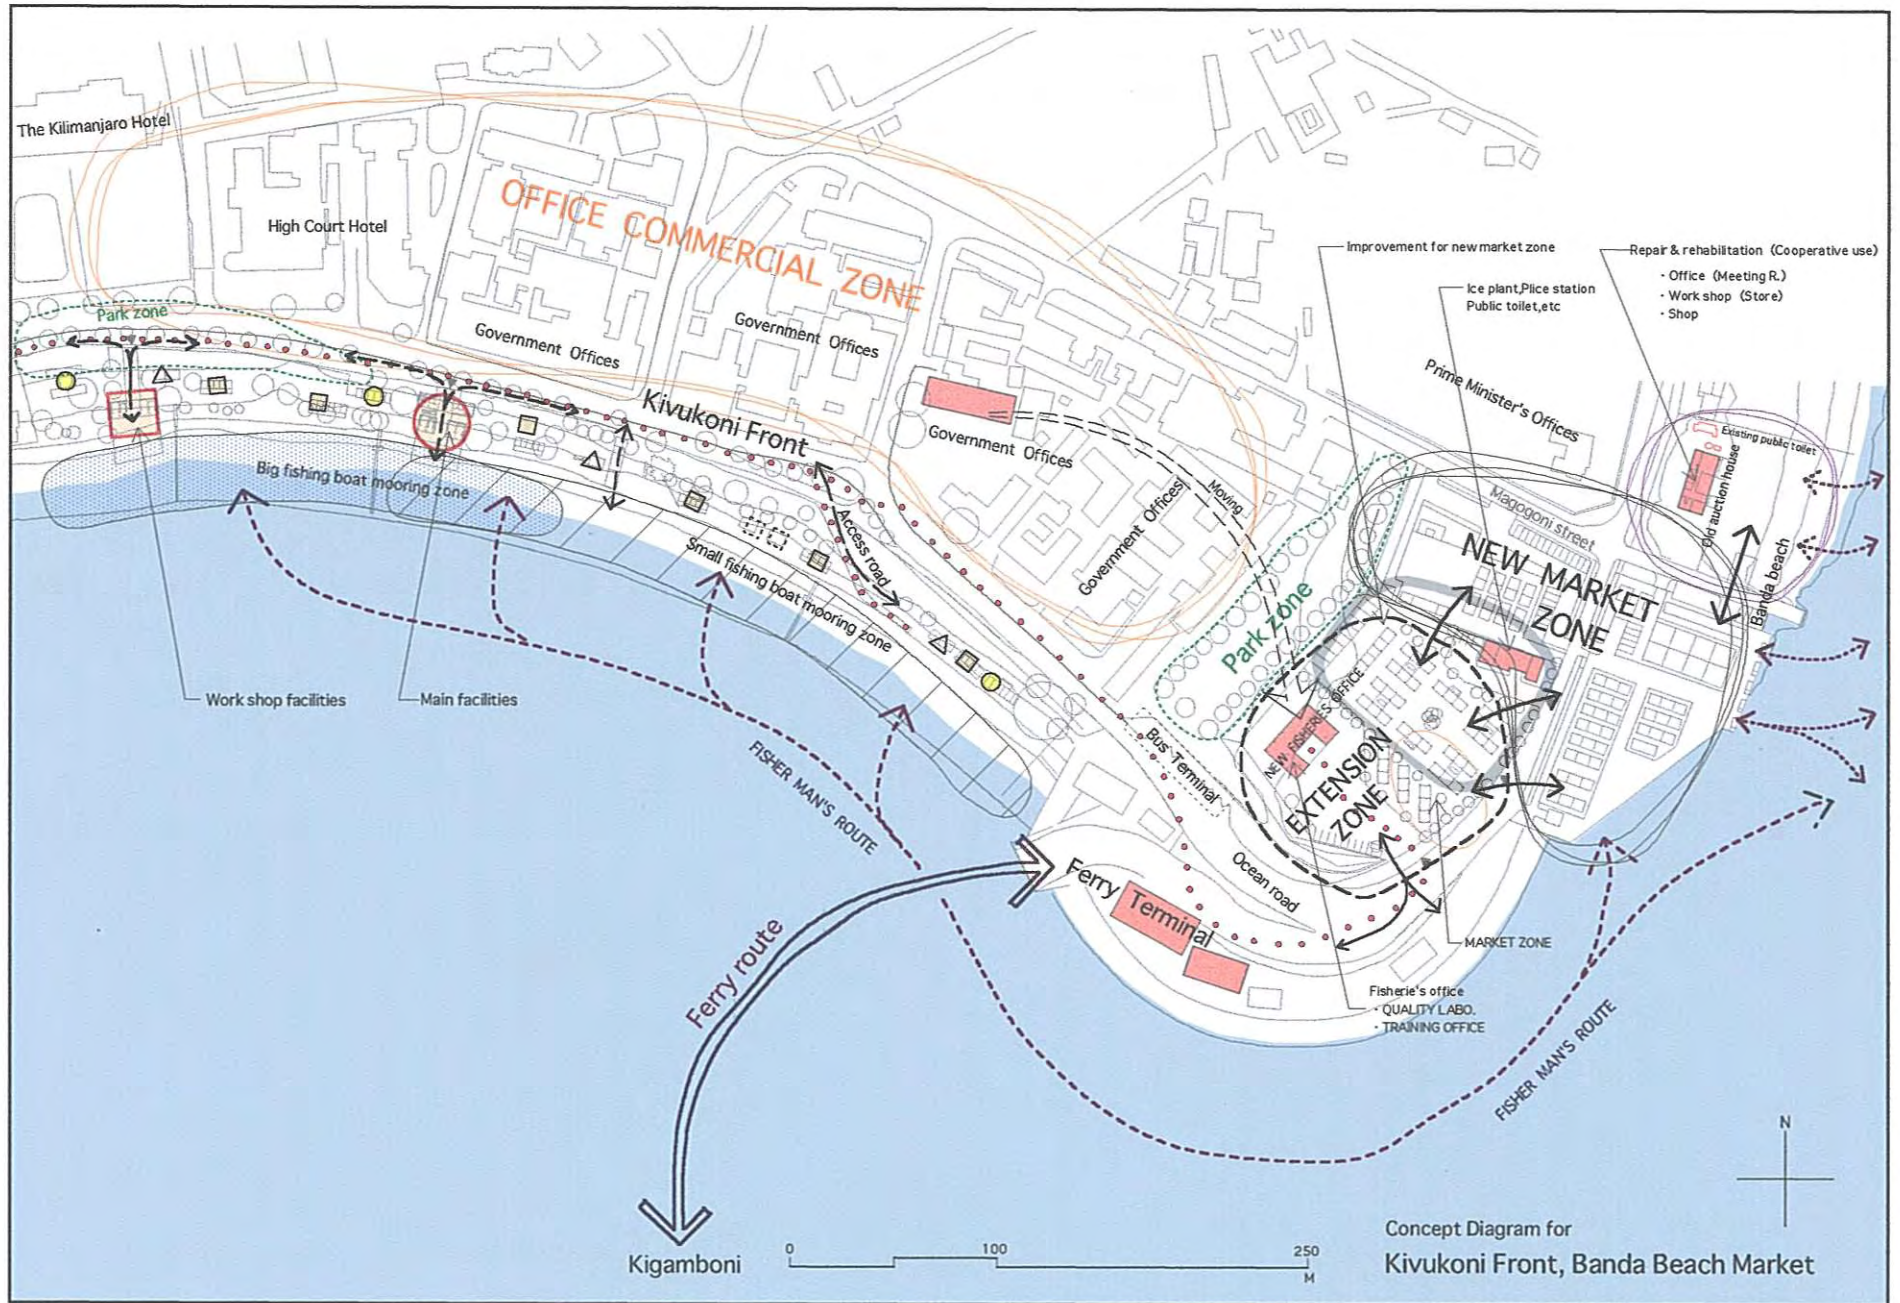 The Kilimanjaro Hotel
High Court Hotel
OFFICE COMMERCIAL ZONE
Park zone
Government Offices
Government Offices
Government Offices
Government Offices
Kivukoni Front
Access road
Moving
Big fishing boat mooring zone
Small fishing boat mooring zone
Work shop facilities
Main facilities
Improvement for new market zone
Ice plant,Plice station
Public toilet,etc
Repair & rehabilitation (Cooperative use)
· Office (Meeting R.)
· Work shop (Store)
· Shop
Prime Minister's Offices
Existing public toilet
Old auction house
Banda beach
Magogoni street
NEW MARKET
ZONE
Park zone
NEW FISHERIES OFFICE
EXTENSION
ZONE
Bus Terminal
Ocean road
Ferry
Terminal
MARKET ZONE
Fisherie's office
· QUALITY LABO.
· TRAINING OFFICE
FISHER MAN'S ROUTE
FISHER MAN'S ROUTE
Ferry route
Kigamboni
0 100 250
M
N
Concept Diagram for
Kivukoni Front, Banda Beach Market